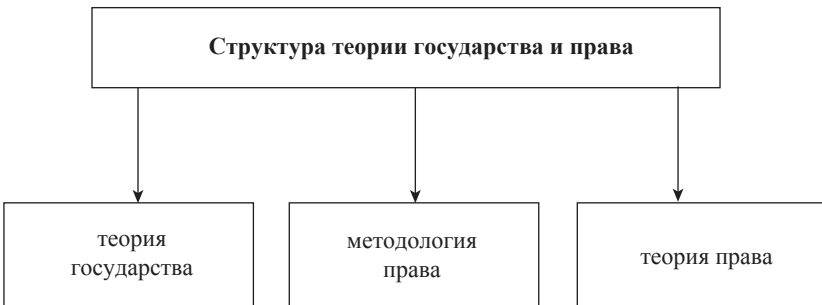 Структура теории государства и права
теория
государства
методология
права
теория права